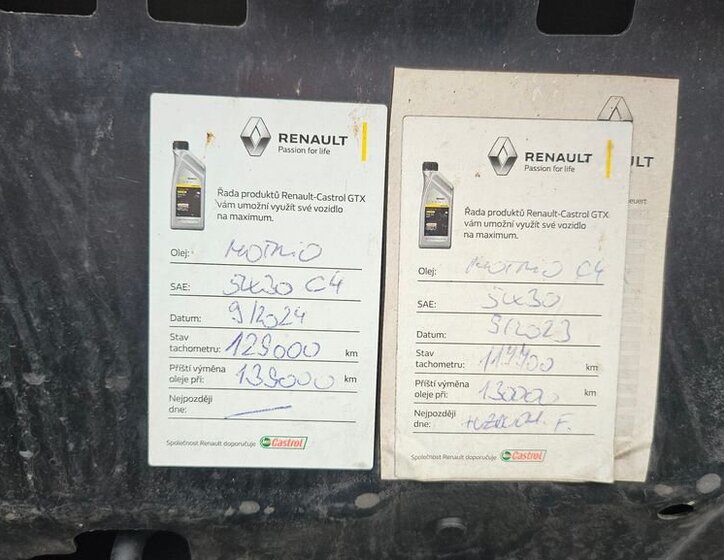 RENAULT
Passion for life
Řada produktů Renault-Castrol GTX
vám umožní využít své vozidlo
na maximum.
Olej: MOTRIO
SAE: 5W30 C4
Datum: 9/2024
Stav
tachometru: 129000 km
Příští výměna
oleje při: 139000 km
Nejpozději
dne:
Společnost Renault doporučuje Castrol
RENAULT
Passion for life
Řada produktů Renault-Castrol GTX
vám umožní využít své vozidlo
na maximum.
Olej: MOTRIO C4
SAE: 5W30
Datum: 9/2023
Stav
tachometru: km
Příští výměna
oleje při: 130000 km
Nejpozději
dne: F.
Společnost Renault doporučuje Castrol
ULT